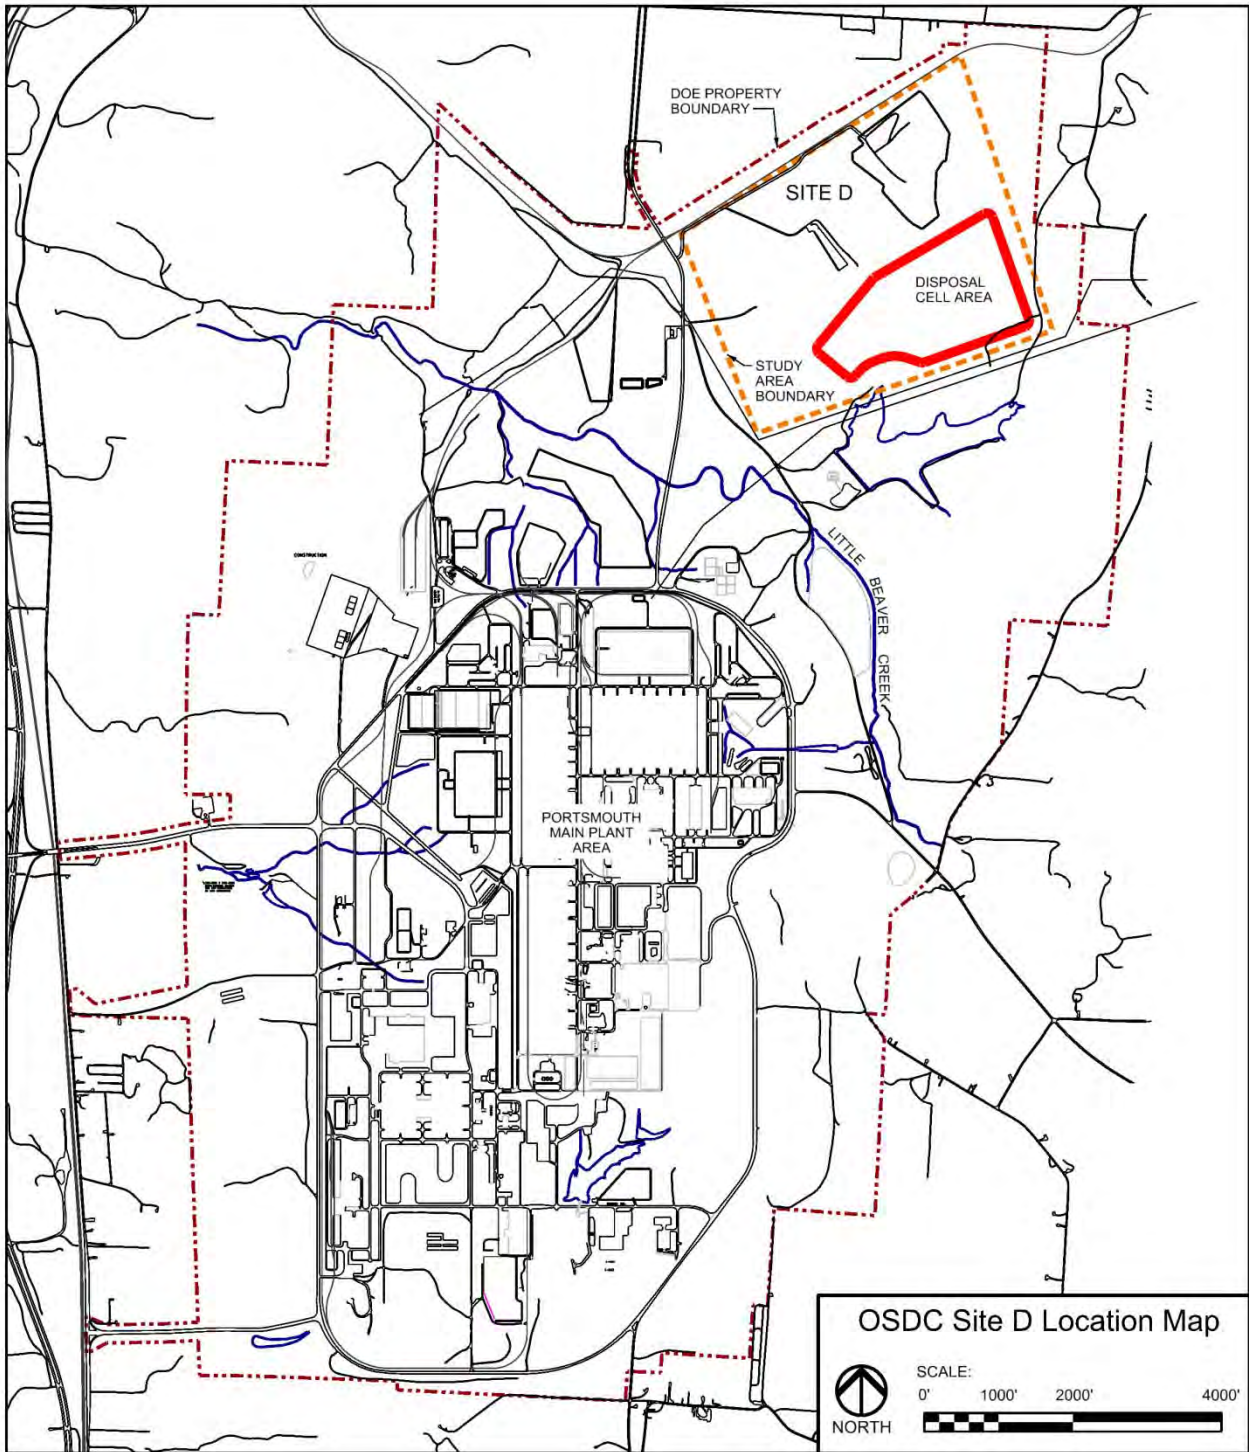 DOE PROPERTY
BOUNDARY
SITE D
DISPOSAL
CELL AREA
STUDY
AREA
BOUNDARY
LITTLE BEAVER CREEK
CONSTRUCTION
PORTSMOUTH
MAIN PLANT
AREA
OSDC Site D Location Map
SCALE:
0' 1000' 2000' 4000'
NORTH